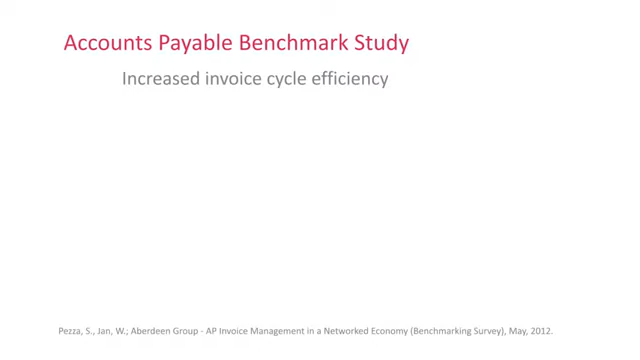 Accounts Payable Benchmark Study
Increased invoice cycle efficiency
Pezza, S., Jan, W.; Aberdeen Group - AP Invoice Management in a Networked Economy (Benchmarking Survey), May, 2012.